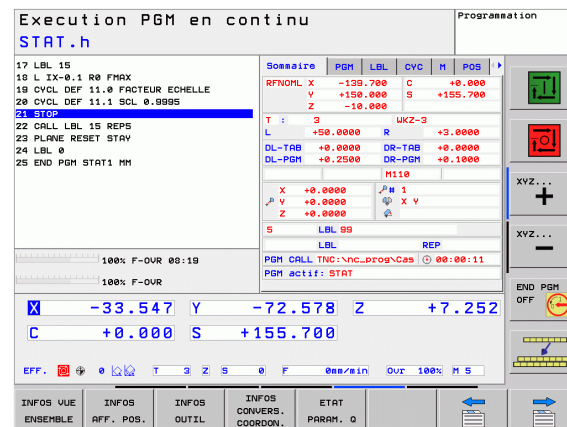 Execution PGM en continu
Programmation
STAT.h
17 LBL 15
18 L IX-0.1 R0 FMAX
19 CYCL DEF 11.0 FACTEUR ECHELLE
20 CYCL DEF 11.1 SCL 0.9995
21 STOP
22 CALL LBL 15 REP5
23 PLANE RESET STAY
24 LBL 0
25 END PGM STAT1 MM
100% F-OVR 08:19
100% F-OVR
Sommaire PGM LBL CYC M POS
RFNOML X -139.700 C +0.000
Y +150.000 S +155.700
Z -10.000
T : 3 WKZ-3
L +50.0000 R +3.0000
DL-TAB +0.0000 DR-TAB +0.0000
DL-PGM +0.2500 DR-PGM +0.1000
M110
X +0.0000 # 1
Y +0.0000 X Y
Z +0.0000
5 LBL 99
LBL REP
PGM CALL TNC:\nc_prog\Cas 00:00:11
PGM actif: STAT
X -33.547 Y -72.578 Z +7.252
C +0.000 S +155.700
EFF. 0 T 3 Z S 0 F 0mm/min Ovr 100% M 5
XYZ...
+
XYZ...
-
END PGM
OFF
INFOS VUE ENSEMBLE
INFOS AFF. POS.
INFOS OUTIL
INFOS CONVERS. COORDON.
ETAT PARAM. Q